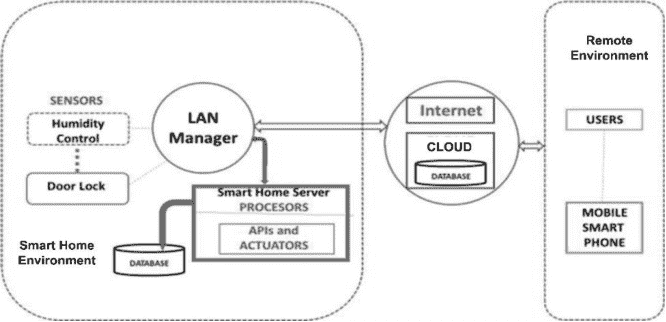 SENSORS
Humidity
Control
Door Lock
LAN
Manager
Smart Home Server
PROCESORS
APIs and
ACTUATORS
Smart Home
Environment
DATABASE
Internet
CLOUD
DATABASE
Remote
Environment
USERS
MOBILE
SMART
PHONE